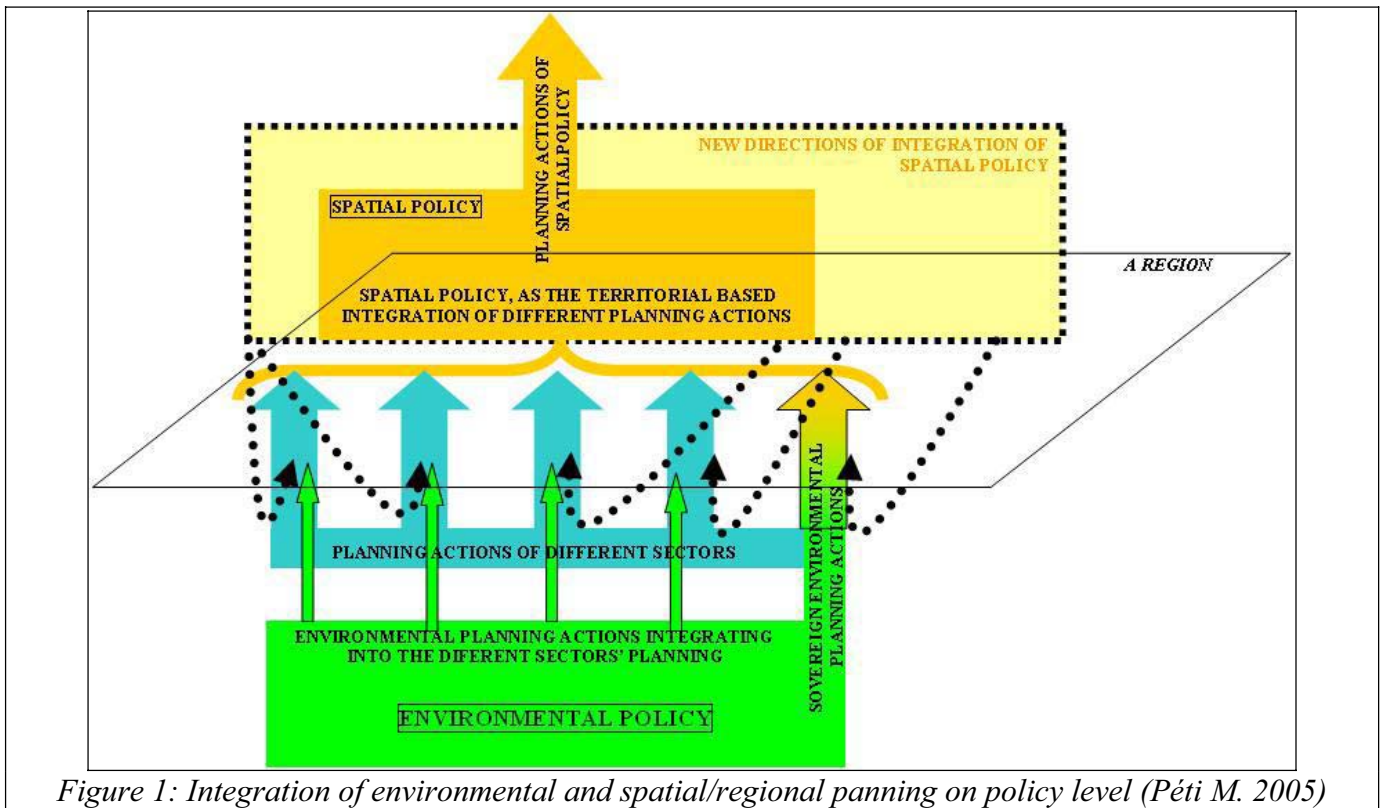 PLANNING ACTIONS OF
SPATIAL POLICY
NEW DIRECTIONS OF INTEGRATION OF
SPATIAL POLICY
SPATIAL POLICY
A REGION
SPATIAL POLICY, AS THE TERRITORIAL BASED
INTEGRATION OF DIFFERENT PLANNING ACTIONS
PLANNING ACTIONS OF DIFFERENT SECTORS
SOVEREIGN ENVIRONMENTAL
PLANNING ACTIONS
ENVIRONMENTAL PLANNING ACTIONS INTEGRATING
INTO THE DIFERENT SECTORS' PLANNING
ENVIRONMENTAL POLICY
Figure 1: Integration of environmental and spatial/regional panning on policy level (Péti M. 2005)